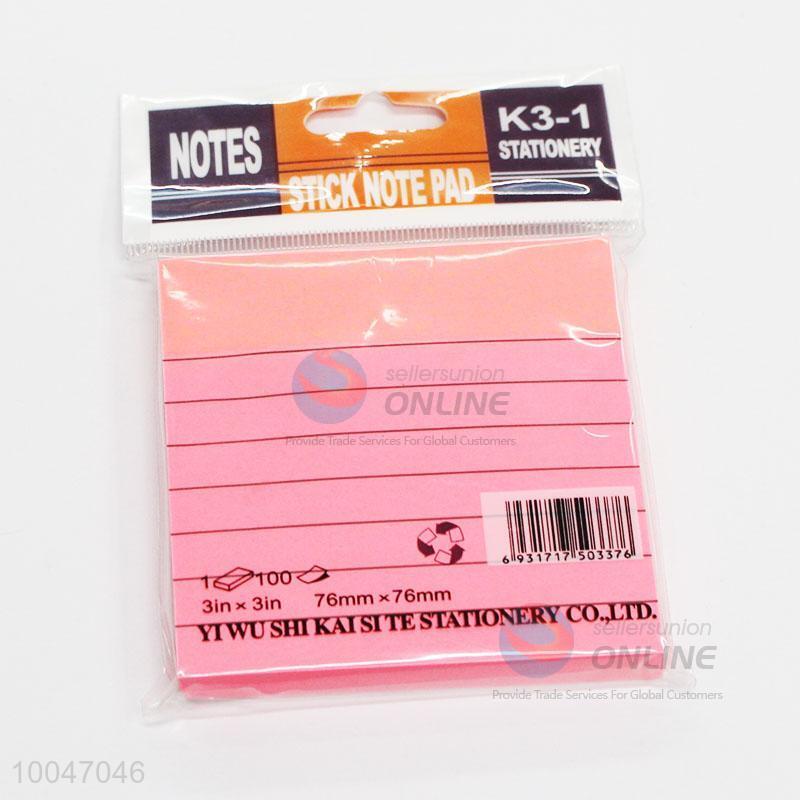 NOTES
STICK NOTE PAD
K3-1
STATIONERY
sellersunion
ONLINE
Provide Trade Services For Global Customers
6 931717 503376
1 100
3in × 3in 76mm × 76mm
YI WU SHI KAI SI TE STATIONERY CO.,LTD.
sellersunion
ONLINE
Provide Trade Services For Global Customers
10047046